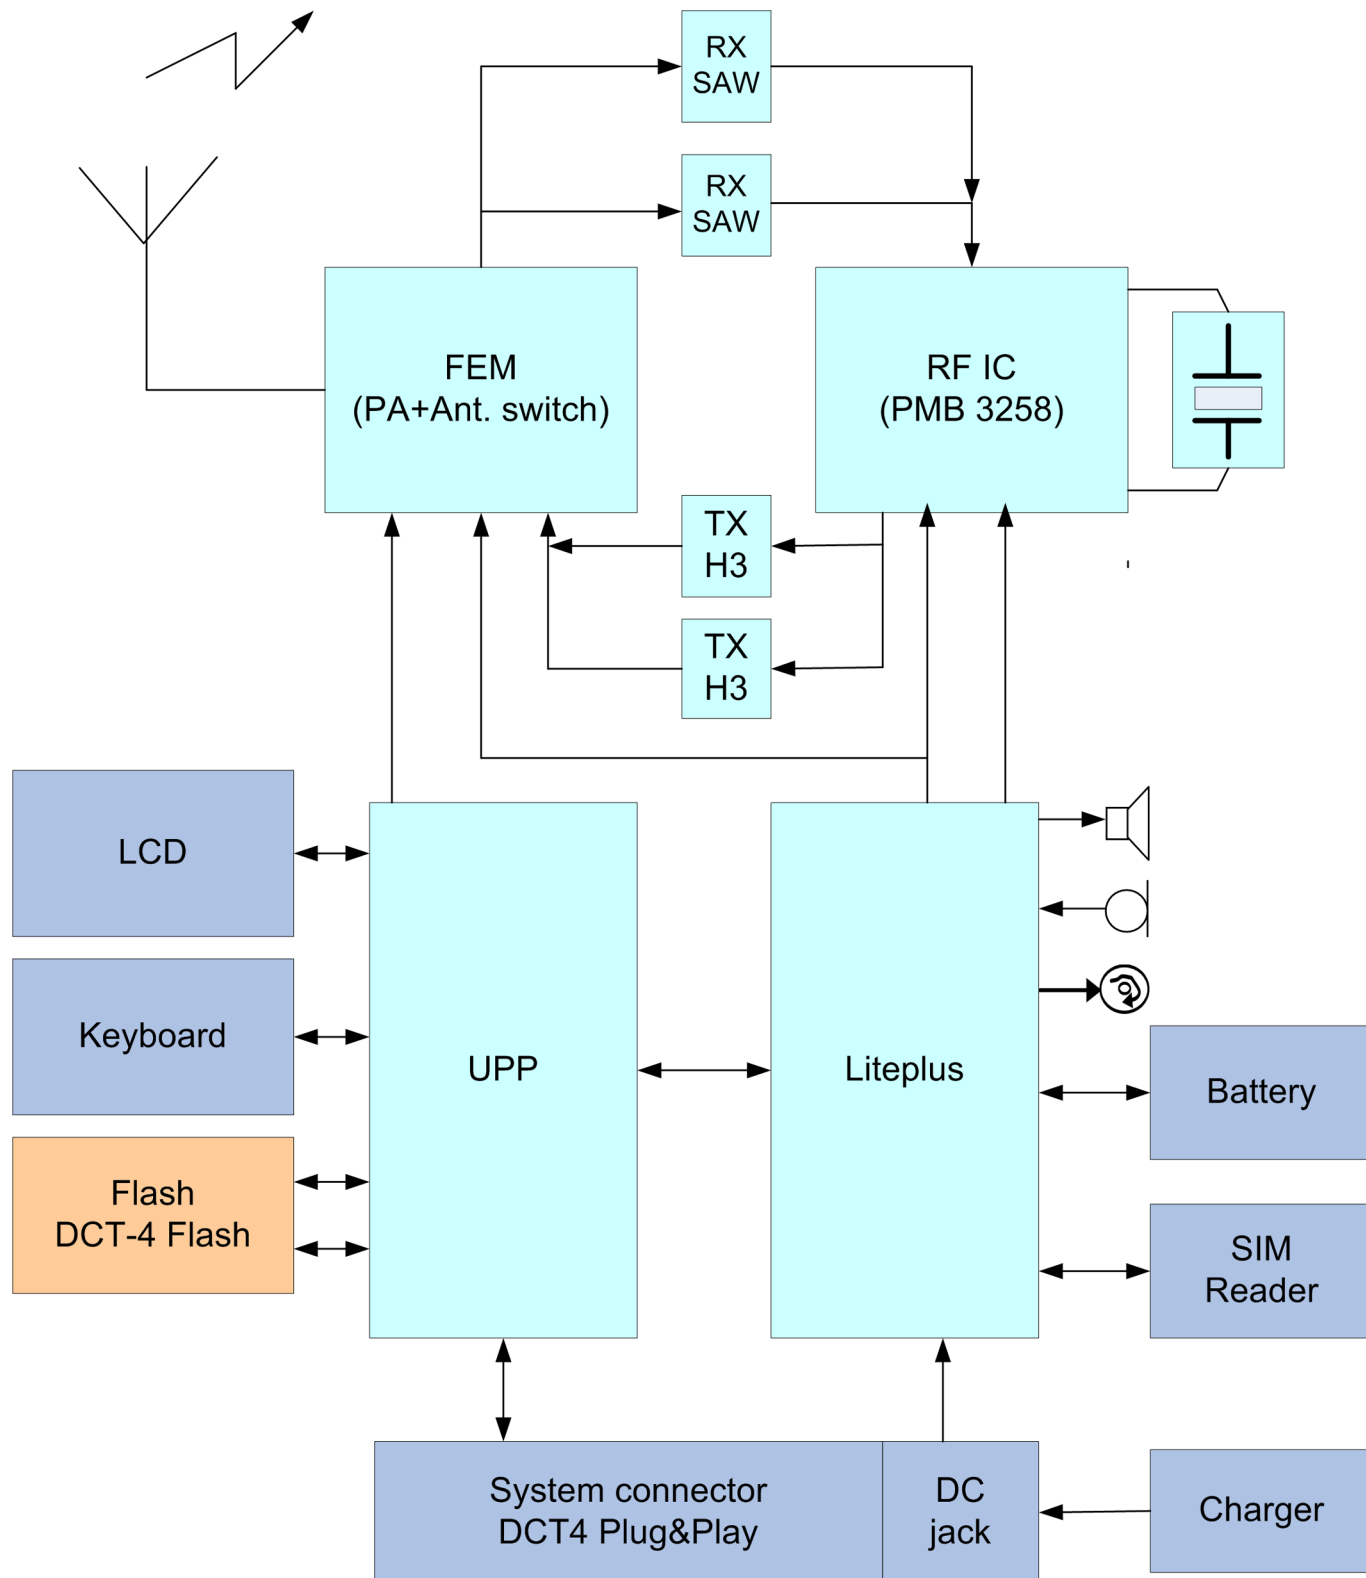 RX
SAW
RX
SAW
FEM
(PA+Ant. switch)
RF IC
(PMB 3258)
TX
H3
TX
H3
LCD
Keyboard
Flash
DCT-4 Flash
UPP
Liteplus
Battery
SIM
Reader
System connector
DCT4 Plug&Play
DC
jack
Charger